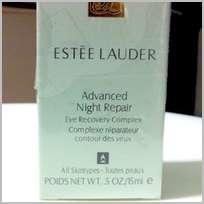 ESTĒE LAUDER
Advanced
Night Repair
Eye Recovery Complex
Complexe réparateur
contour des yeux
All Skintypes · Toutes peaux
POIDS NET WT. .5 OZ/15ml e